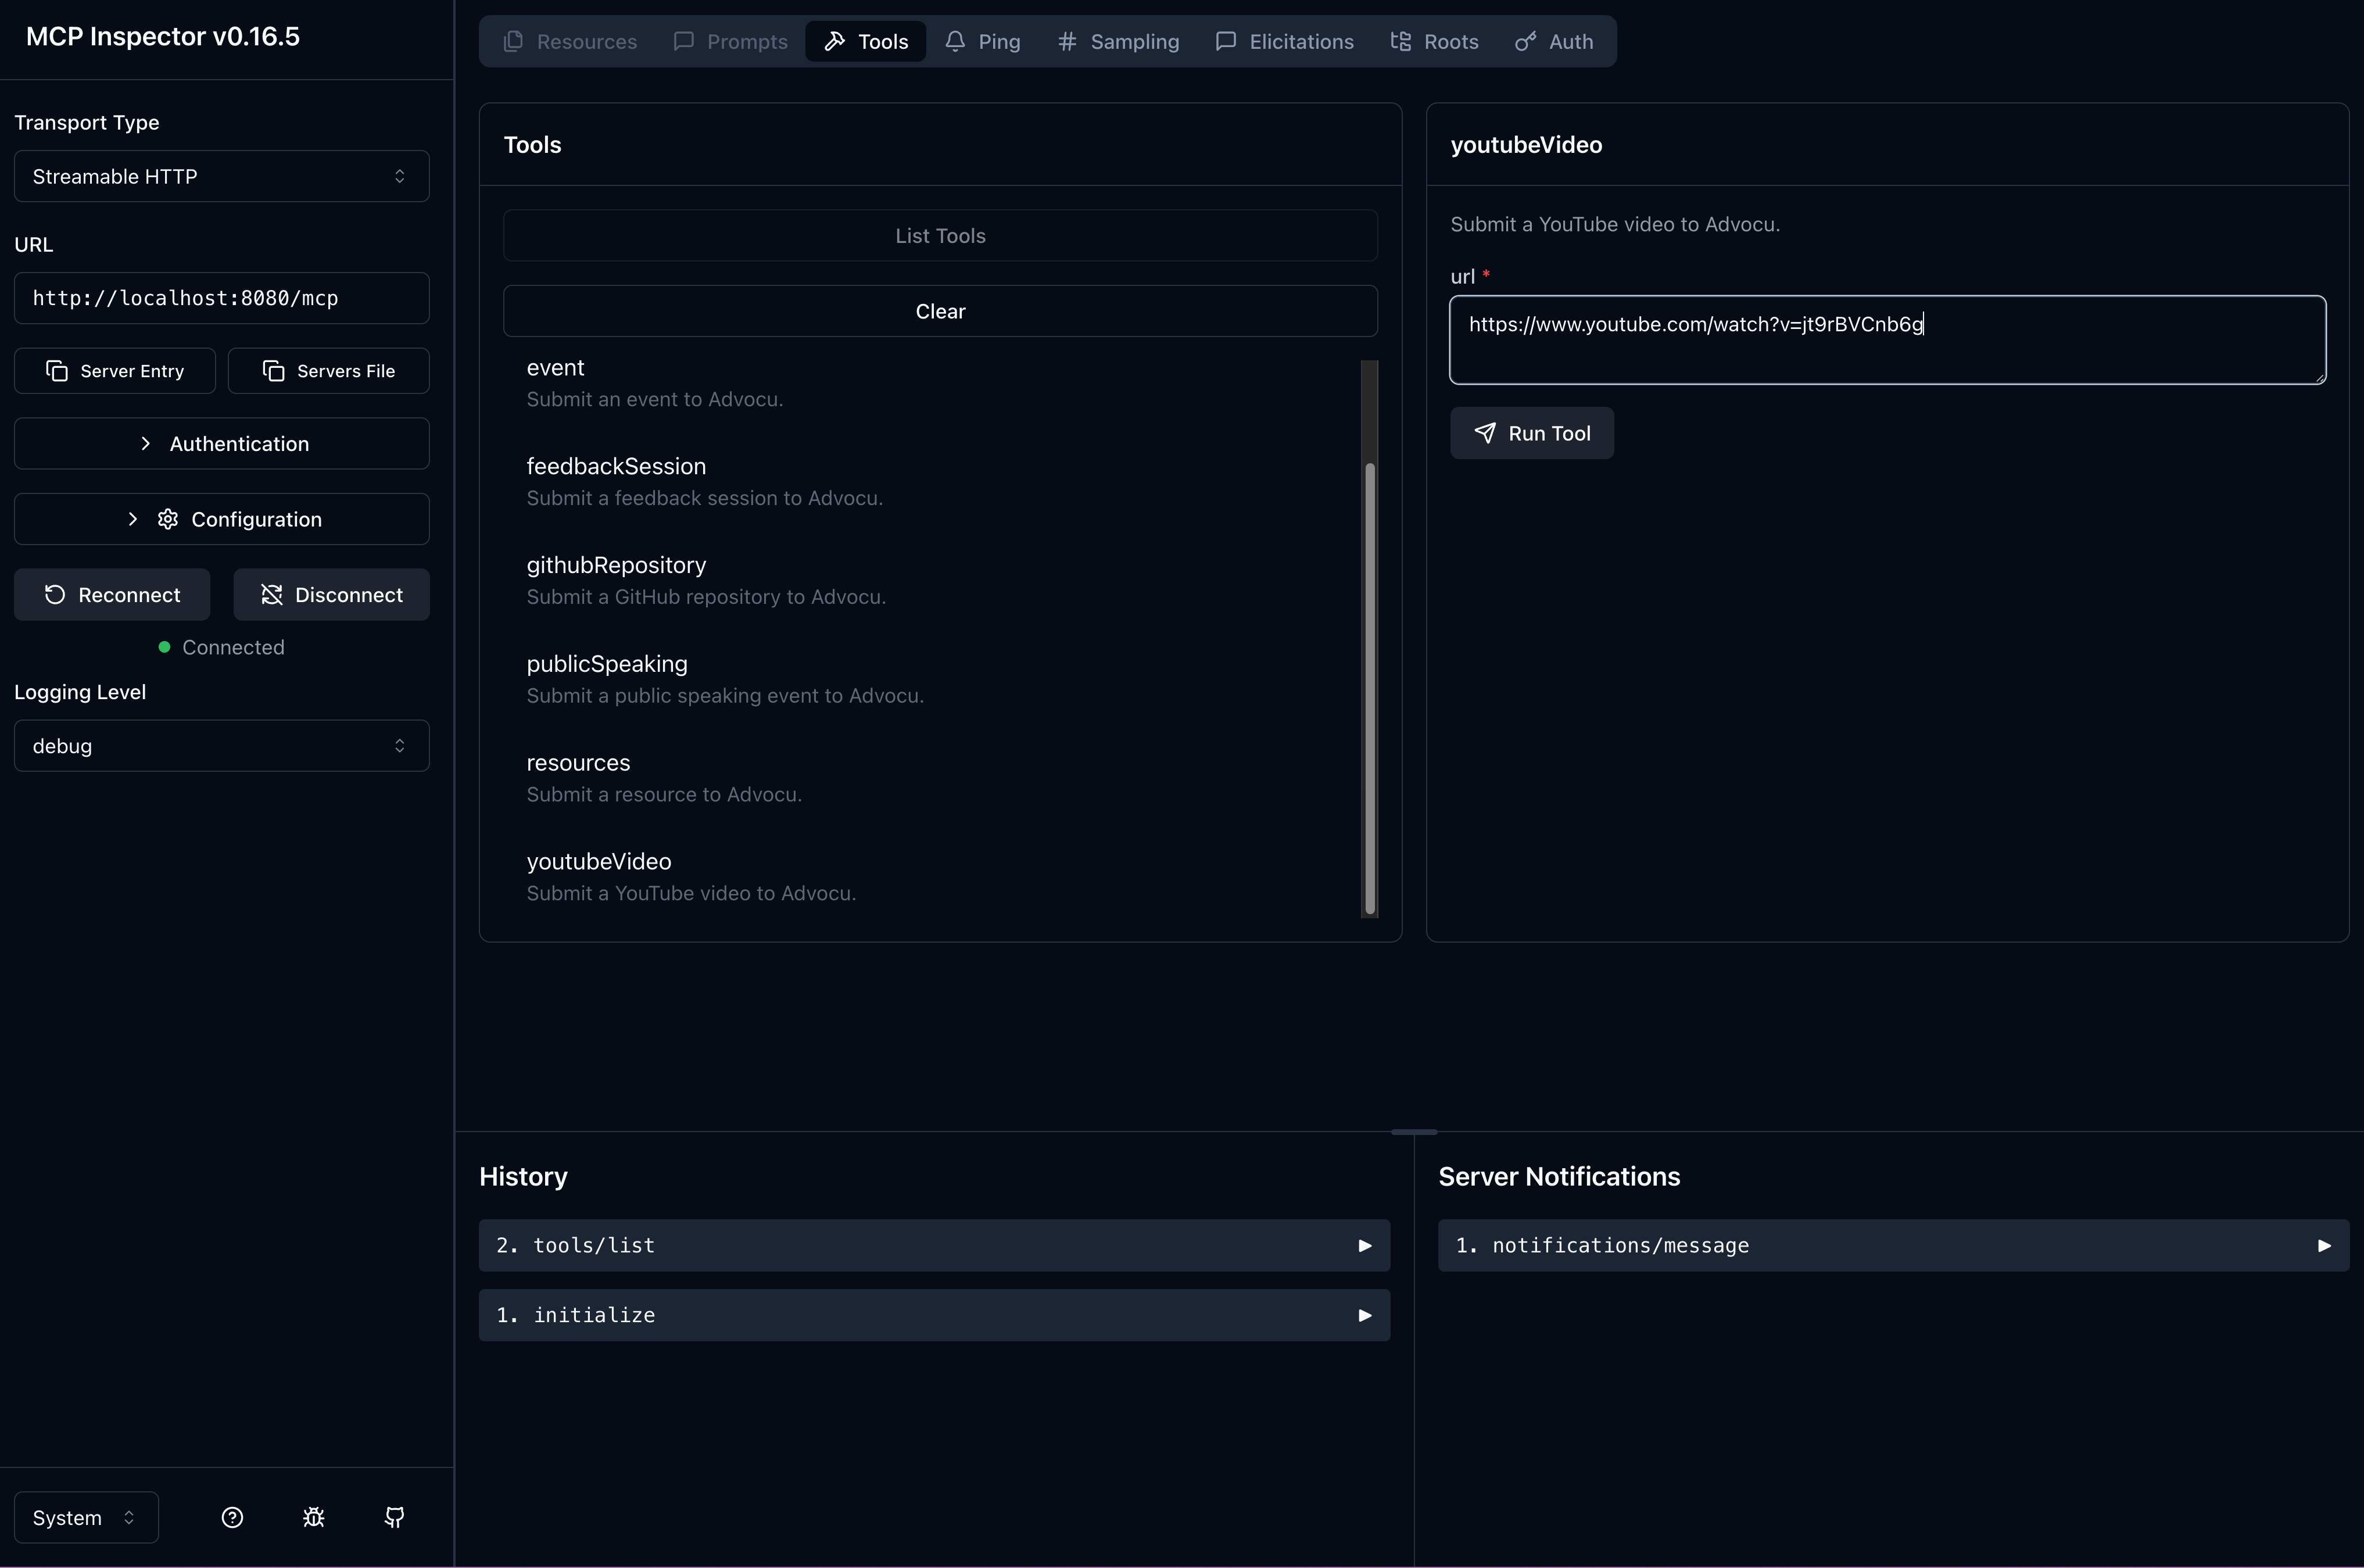 MCP Inspector v0.16.5
Transport Type
Streamable HTTP
URL
http://localhost:8080/mcp
Server Entry
Servers File
Authentication
Configuration
Reconnect
Disconnect
Connected
Logging Level
debug
System
Resources
Prompts
Tools
Ping
Sampling
Elicitations
Roots
Auth
Tools
List Tools
Clear
event
Submit an event to Advocu.
feedbackSession
Submit a feedback session to Advocu.
githubRepository
Submit a GitHub repository to Advocu.
publicSpeaking
Submit a public speaking event to Advocu.
resources
Submit a resource to Advocu.
youtubeVideo
Submit a YouTube video to Advocu.
youtubeVideo
Submit a YouTube video to Advocu.
url *
https://www.youtube.com/watch?v=jt9rBVCnb6g
Run Tool
History
2. tools/list
1. initialize
Server Notifications
1. notifications/message